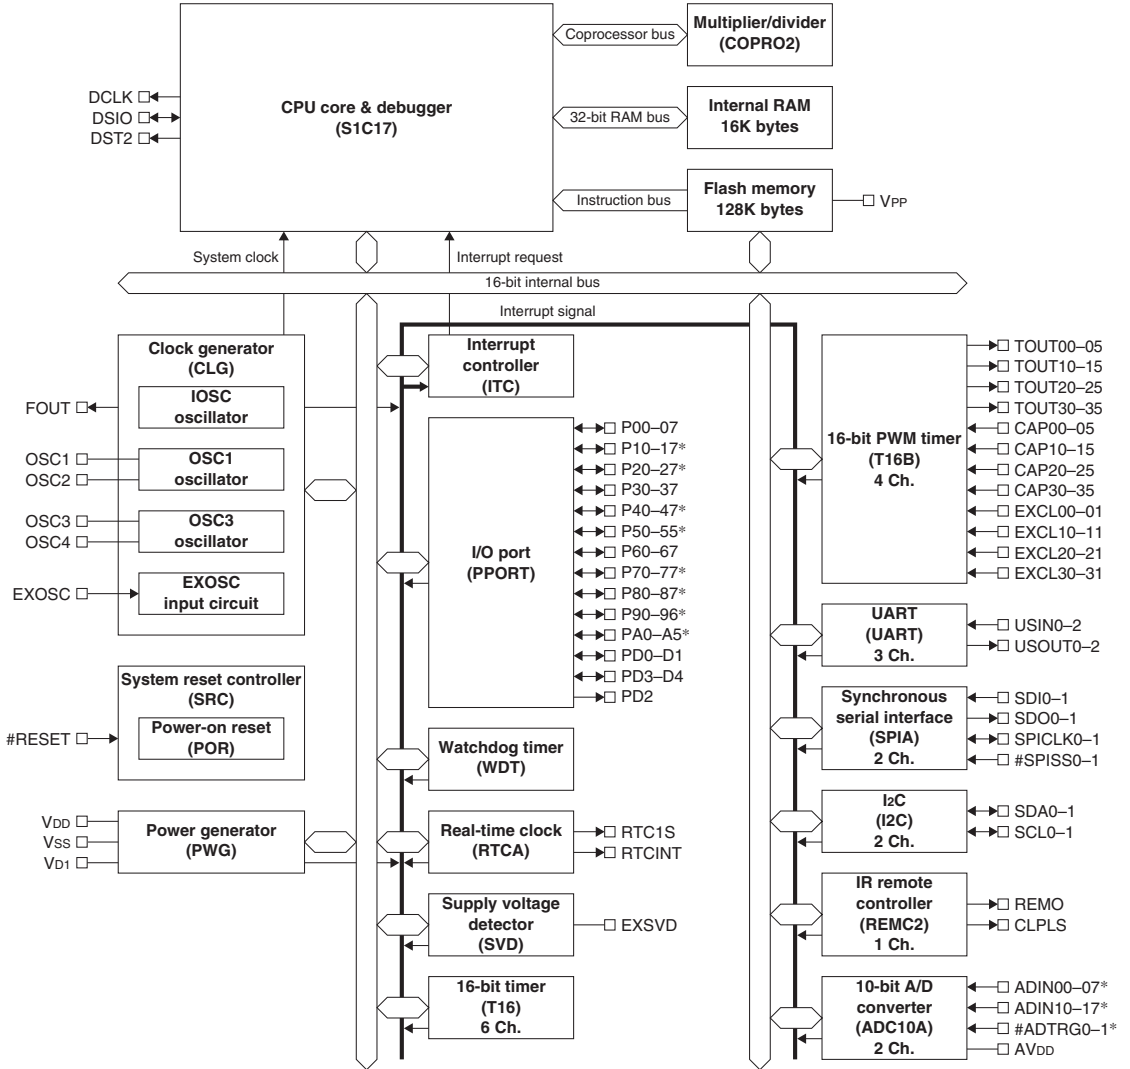 Multiplier/divider
(COPRO2)
Coprocessor bus
CPU core & debugger
(S1C17)
DCLK
DSIO
DST2
32-bit RAM bus
Internal RAM
16K bytes
Instruction bus
Flash memory
128K bytes
VPP
System clock
Interrupt request
16-bit internal bus
Interrupt signal
Clock generator
(CLG)
IOSC
oscillator
OSC1
oscillator
OSC3
oscillator
EXOSC
input circuit
FOUT
OSC1
OSC2
OSC3
OSC4
EXOSC
System reset controller
(SRC)
Power-on reset
(POR)
#RESET
VDD
VSS
VD1
Power generator
(PWG)
Interrupt
controller
(ITC)
I/O port
(PPORT)
P00–07
P10–17*
P20–27*
P30–37
P40–47*
P50–55*
P60–67
P70–77*
P80–87*
P90–96*
PA0–A5*
PD0–D1
PD3–D4
PD2
Watchdog timer
(WDT)
Real-time clock
(RTCA)
RTC1S
RTCINT
Supply voltage
detector
(SVD)
EXSVD
16-bit timer
(T16)
6 Ch.
16-bit PWM timer
(T16B)
4 Ch.
TOUT00–05
TOUT10–15
TOUT20–25
TOUT30–35
CAP00–05
CAP10–15
CAP20–25
CAP30–35
EXCL00–01
EXCL10–11
EXCL20–21
EXCL30–31
UART
(UART)
3 Ch.
USIN0–2
USOUT0–2
Synchronous
serial interface
(SPIA)
2 Ch.
SDI0–1
SDO0–1
SPICLK0–1
#SPISS0–1
I2C
(I2C)
2 Ch.
SDA0–1
SCL0–1
IR remote
controller
(REMC2)
1 Ch.
REMO
CLPLS
10-bit A/D
converter
(ADC10A)
2 Ch.
ADIN00–07*
ADIN10–17*
#ADTRG0–1*
AVDD